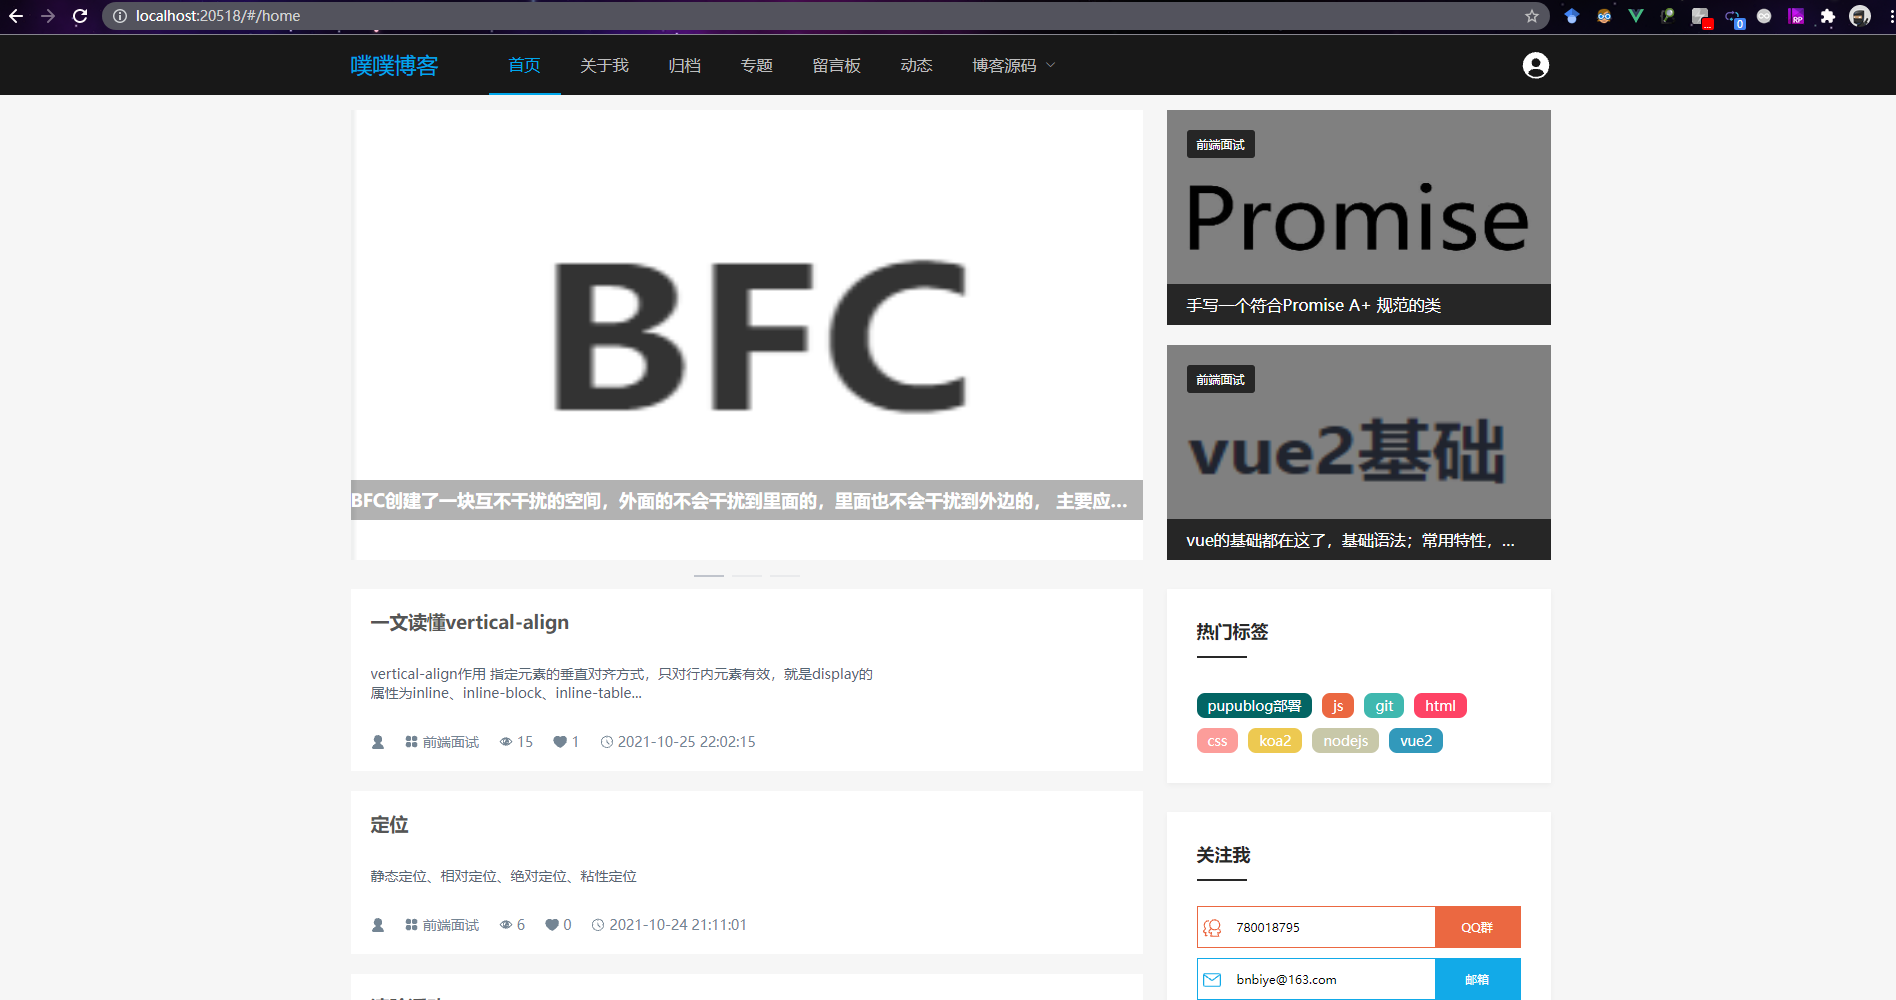 localhost:20518/#/home
噗噗博客
首页 关于我 归档 专题 留言板 动态 博客源码
BFC
BFC创建了一块互不干扰的空间，外面的不会干扰到里面的，里面也不会干扰到外边的， 主要应...
前端面试
Promise
手写一个符合Promise A+ 规范的类
前端面试
vue2基础
vue的基础都在这了，基础语法；常用特性，...
一文读懂vertical-align
vertical-align作用 指定元素的垂直对齐方式，只对行内元素有效，就是display的
属性为inline、inline-block、inline-table...
前端面试 15 1 2021-10-25 22:02:15
定位
静态定位、相对定位、绝对定位、粘性定位
前端面试 6 0 2021-10-24 21:11:01
热门标签
pupublog部署 js git html
css koa2 nodejs vue2
关注我
780018795 QQ群
bnbiye@163.com 邮箱